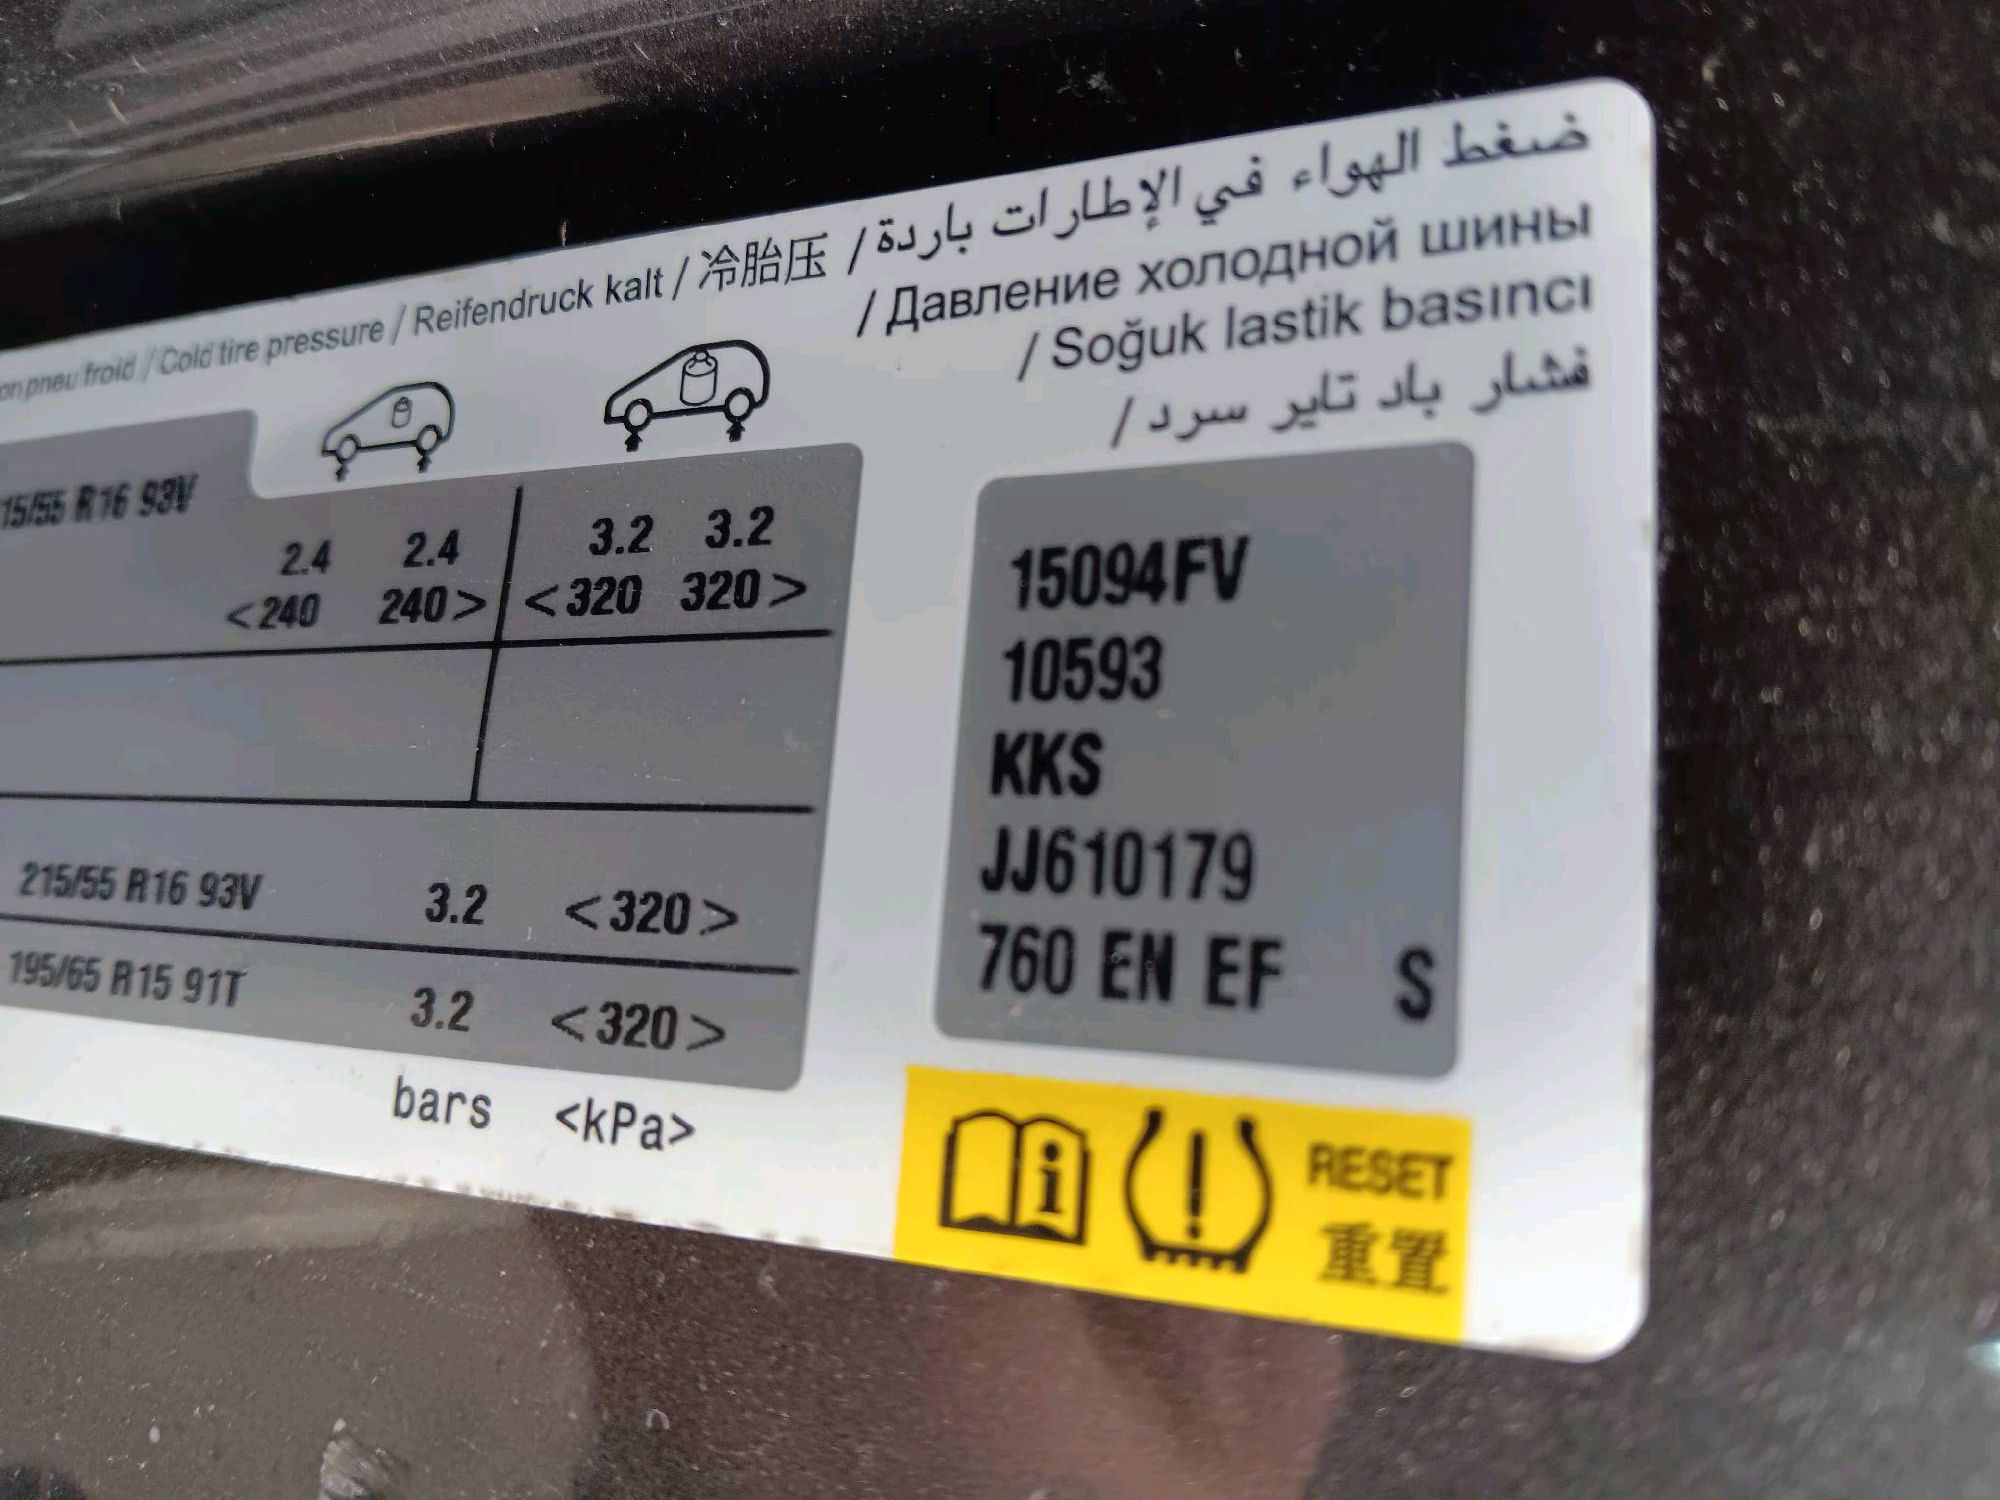 pneu froid / Cold tire pressure / Reifendruck kalt / 冷胎压 / ضغط الهواء في الإطارات باردة
/ Давление холодной шины
/ Soğuk lastik basıncı
/ فشار باد تاير سرد
15/55 R16 93V
2.4 2.4 3.2 3.2
<240 240> <320 320>
215/55 R16 93V 3.2 <320>
195/65 R15 91T 3.2 <320>
bars <kPa>
15094FV
10593
KKS
JJ610179
760 EN EF S
RESET
重置